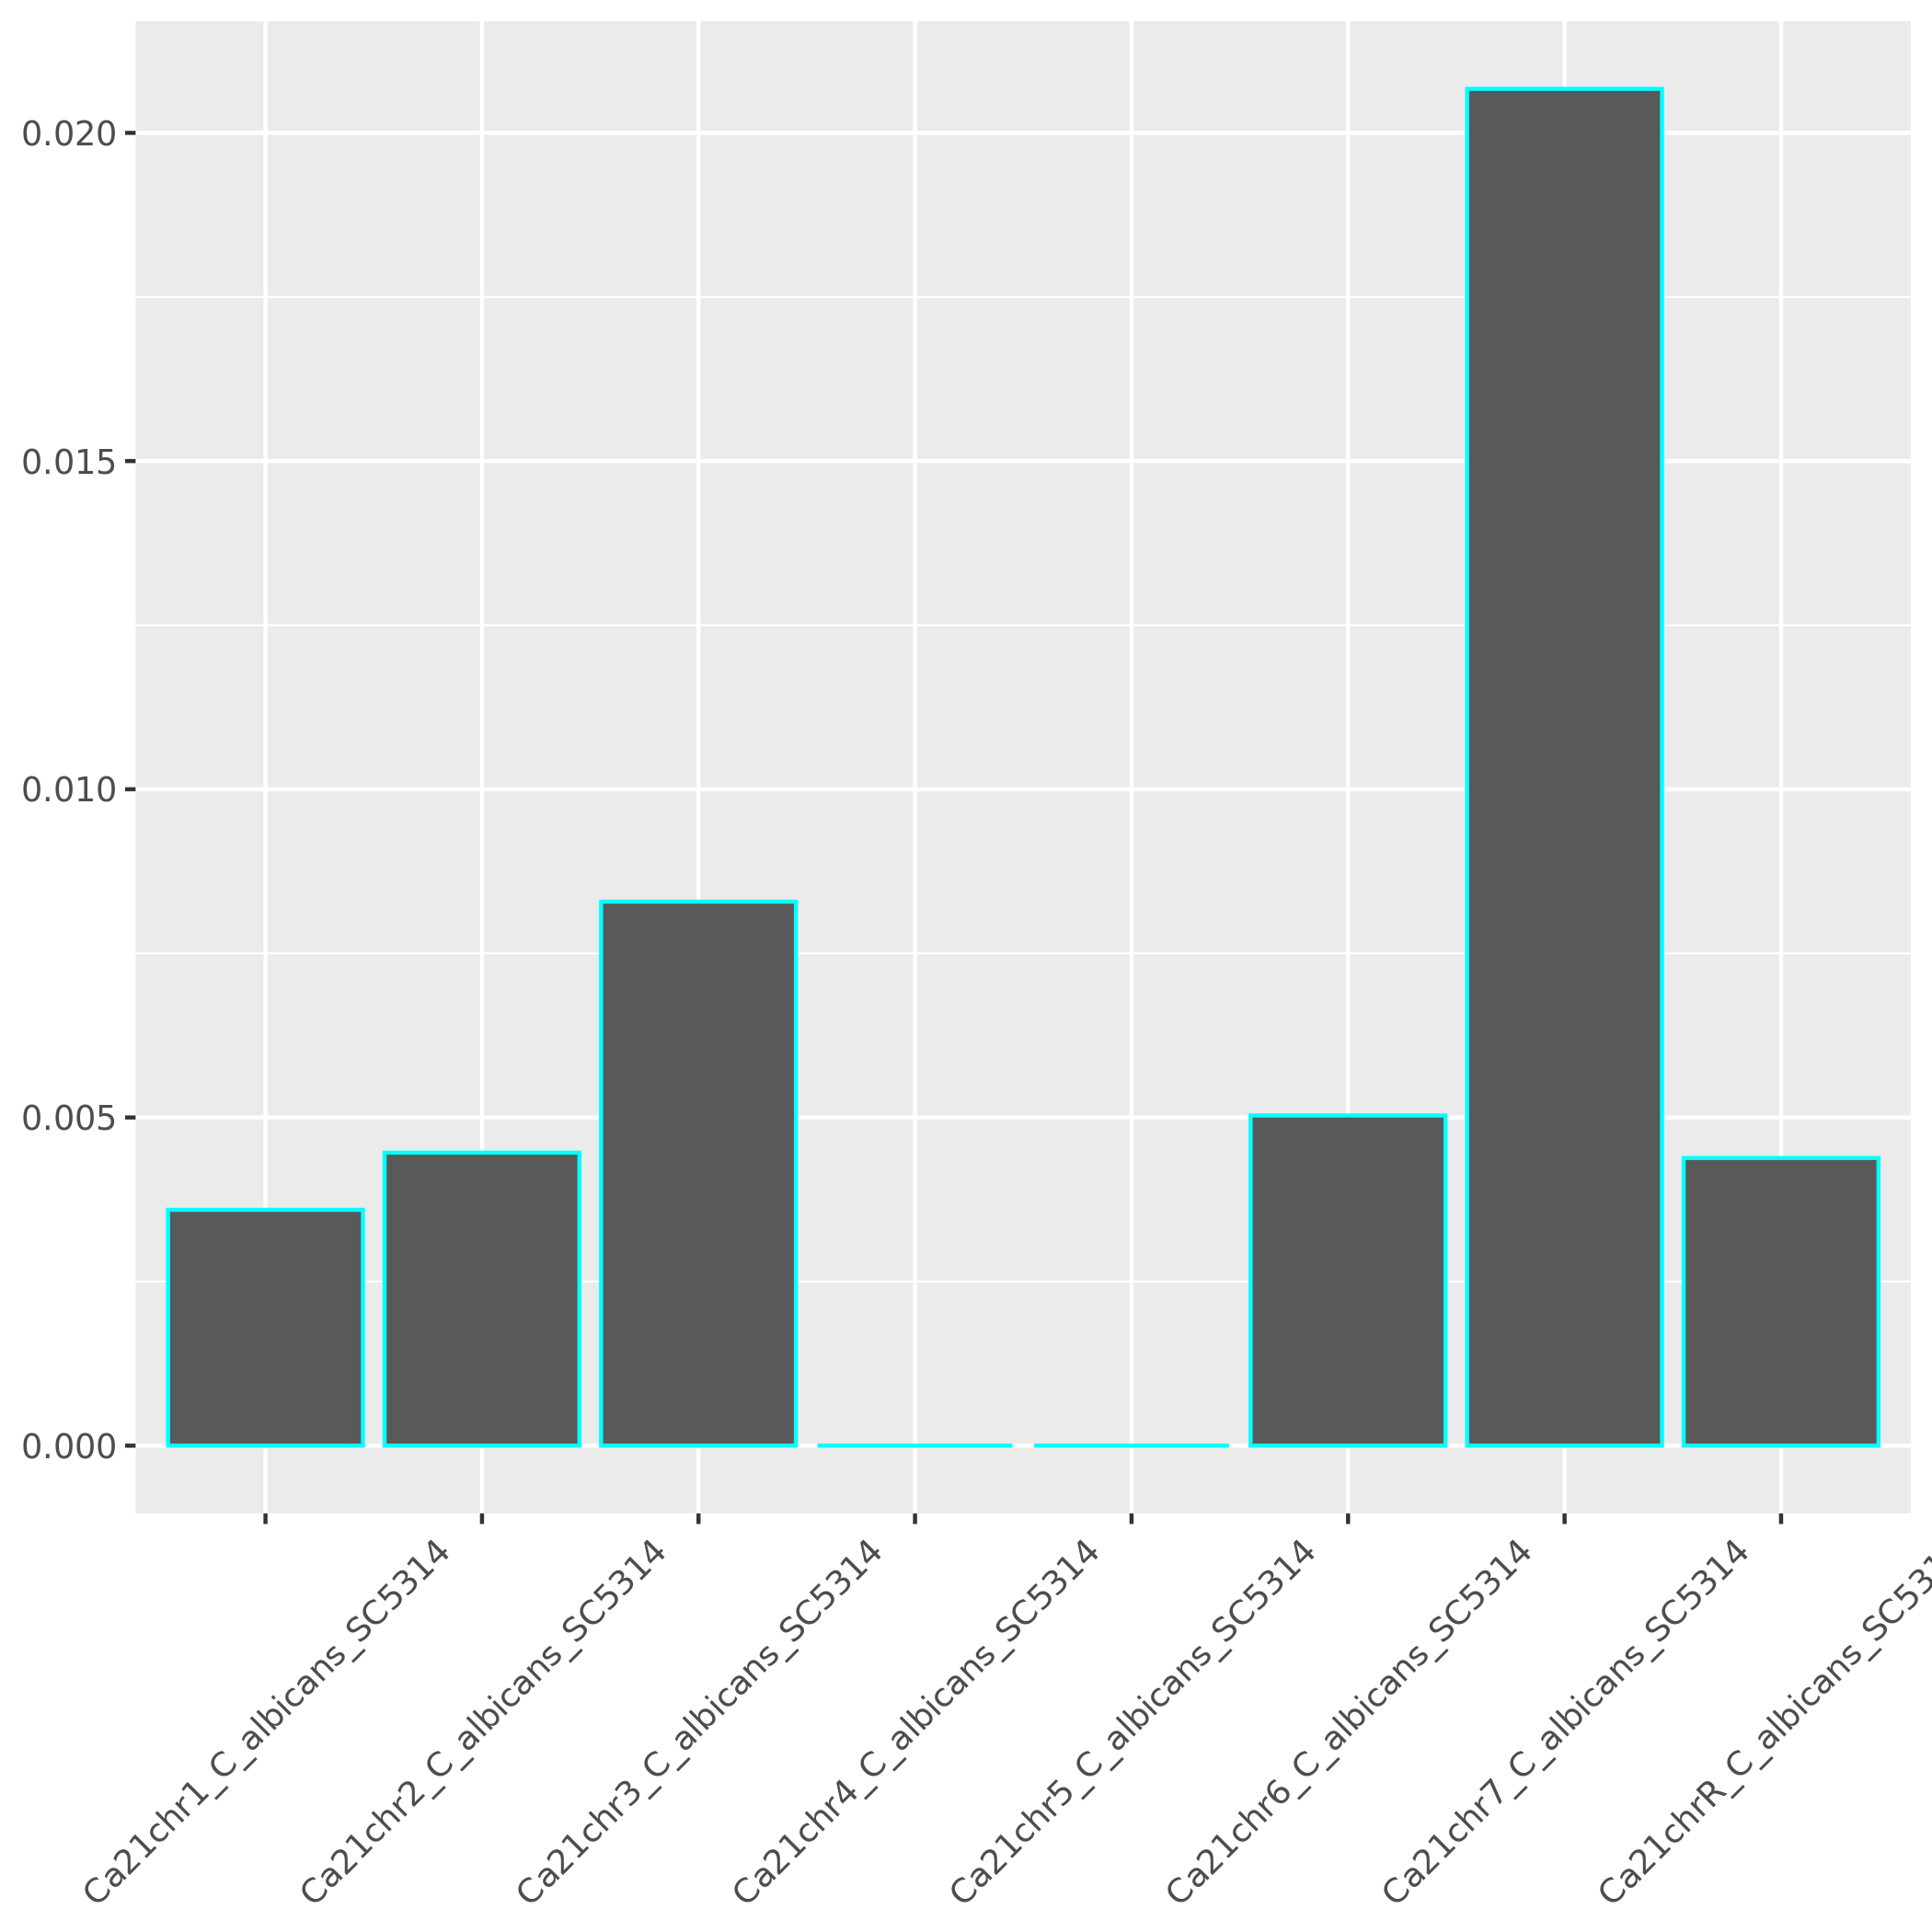 0.020
0.015
0.010
0.005
0.000
Ca21chr1_C_albicans_SC5314
Ca21chr2_C_albicans_SC5314
Ca21chr3_C_albicans_SC5314
Ca21chr4_C_albicans_SC5314
Ca21chr5_C_albicans_SC5314
Ca21chr6_C_albicans_SC5314
Ca21chr7_C_albicans_SC5314
Ca21chrR_C_albicans_SC531